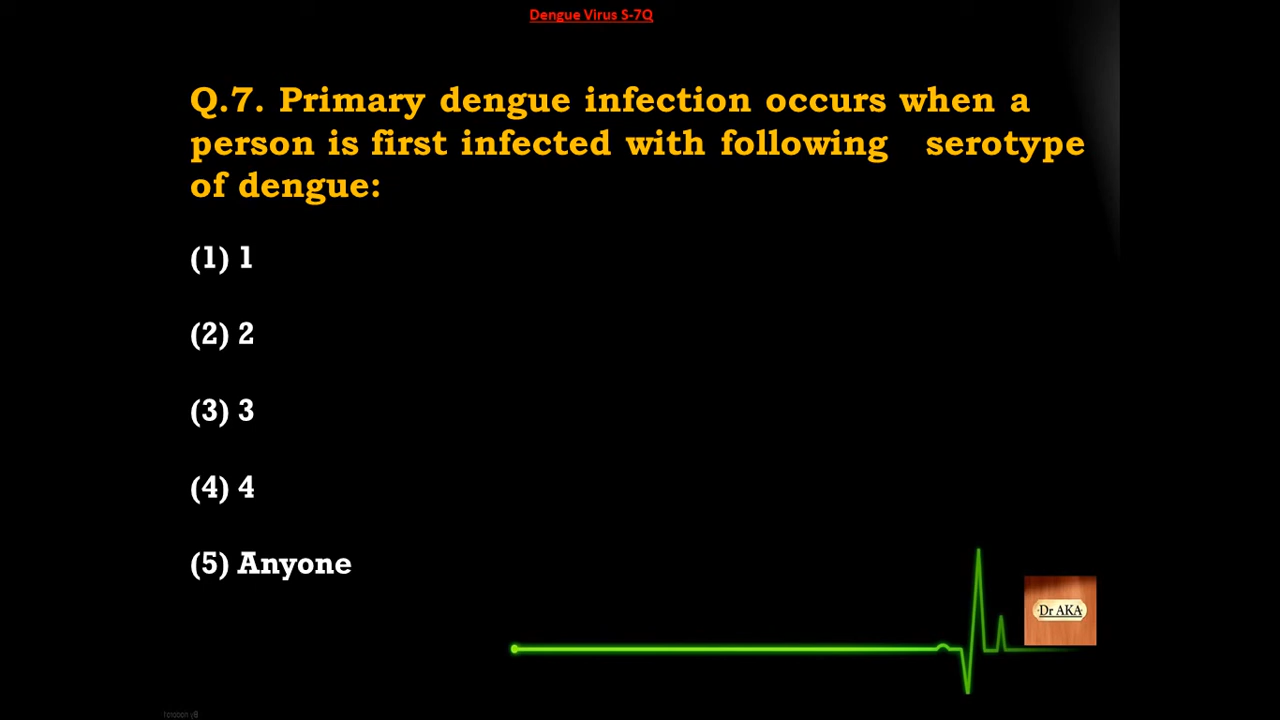 Dengue Virus S-7Q
Q.7. Primary dengue infection occurs when a
person is first infected with following serotype
of dengue:
(1) 1
(2) 2
(3) 3
(4) 4
(5) Anyone
Dr AKA